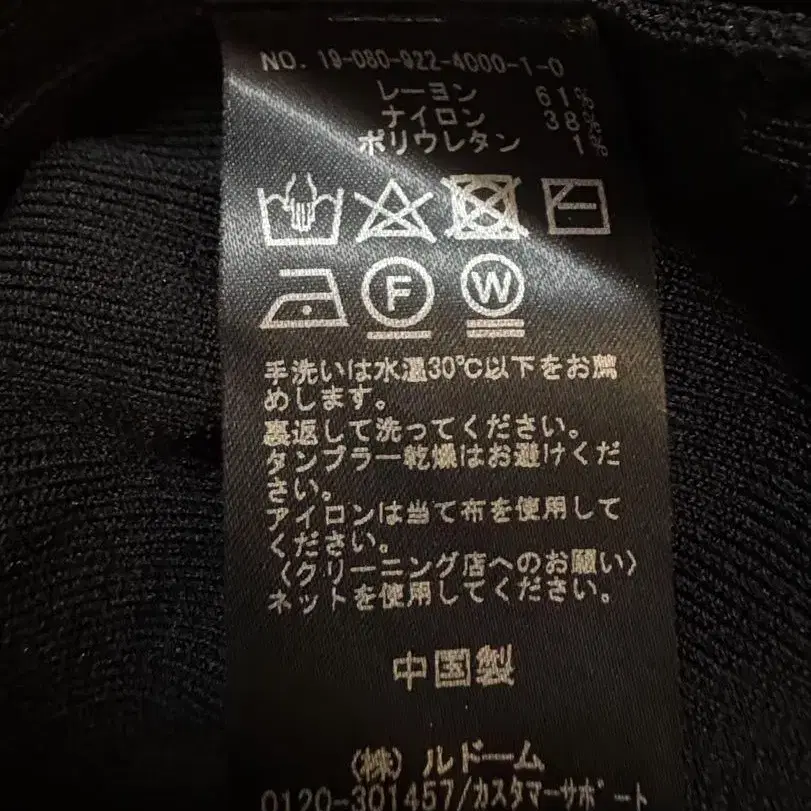 NO. 19-080-922-4000-1-0
レーヨン 61%
ナイロン 38%
ポリウレタン 1%
F
W
手洗いは水温30℃以下をお薦
めします。
裏返して洗ってください。
タンブラー乾燥はお避けくだ
さい。
アイロンは当て布を使用して
ください。
〈クリーニング店へのお願い〉
ネットを使用してください。
中国製
(株)ルドーム
0120-301457/カスタマーサポート